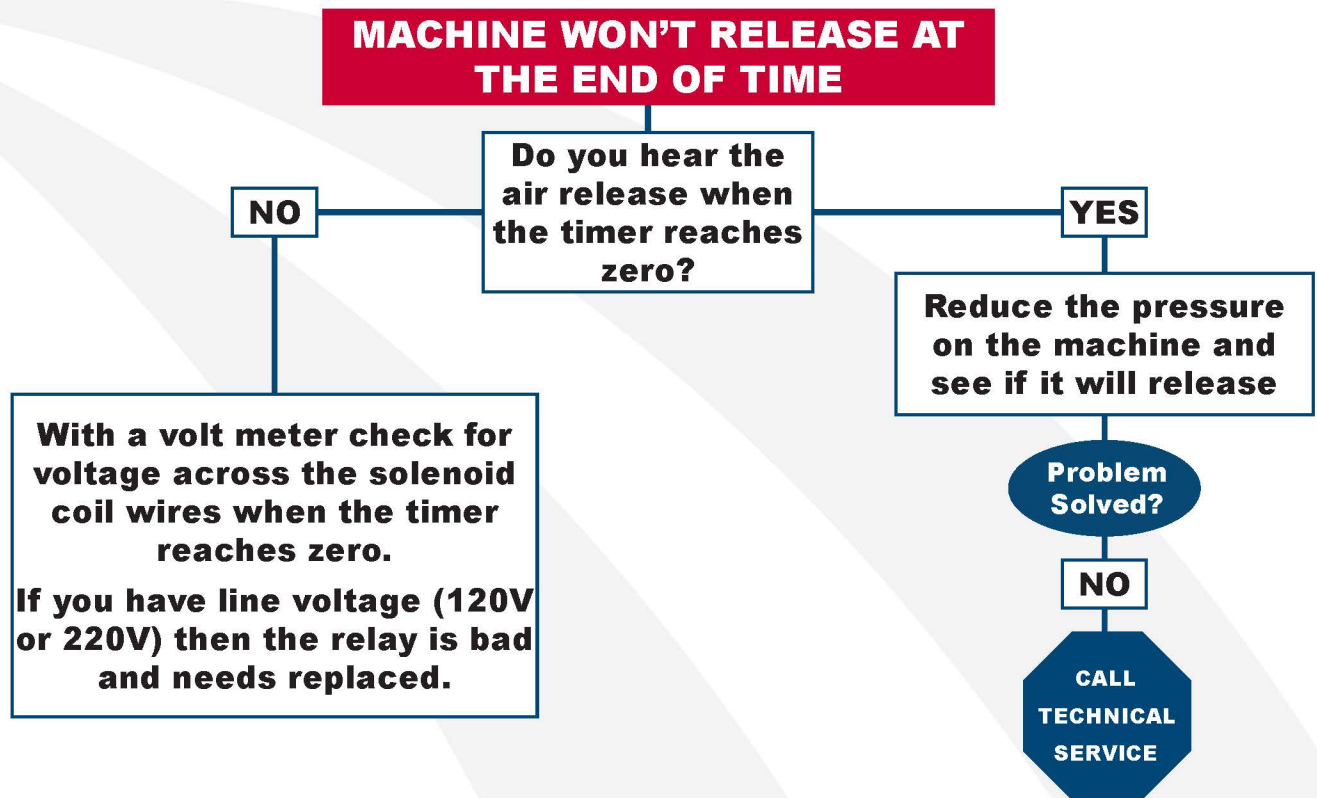 MACHINE WON'T RELEASE AT
THE END OF TIME
Do you hear the
air release when
the timer reaches
zero?
NO
With a volt meter check for
voltage across the solenoid
coil wires when the timer
reaches zero.
If you have line voltage (120V
or 220V) then the relay is bad
and needs replaced.
YES
Reduce the pressure
on the machine and
see if it will release
Problem
Solved?
NO
CALL
TECHNICAL
SERVICE